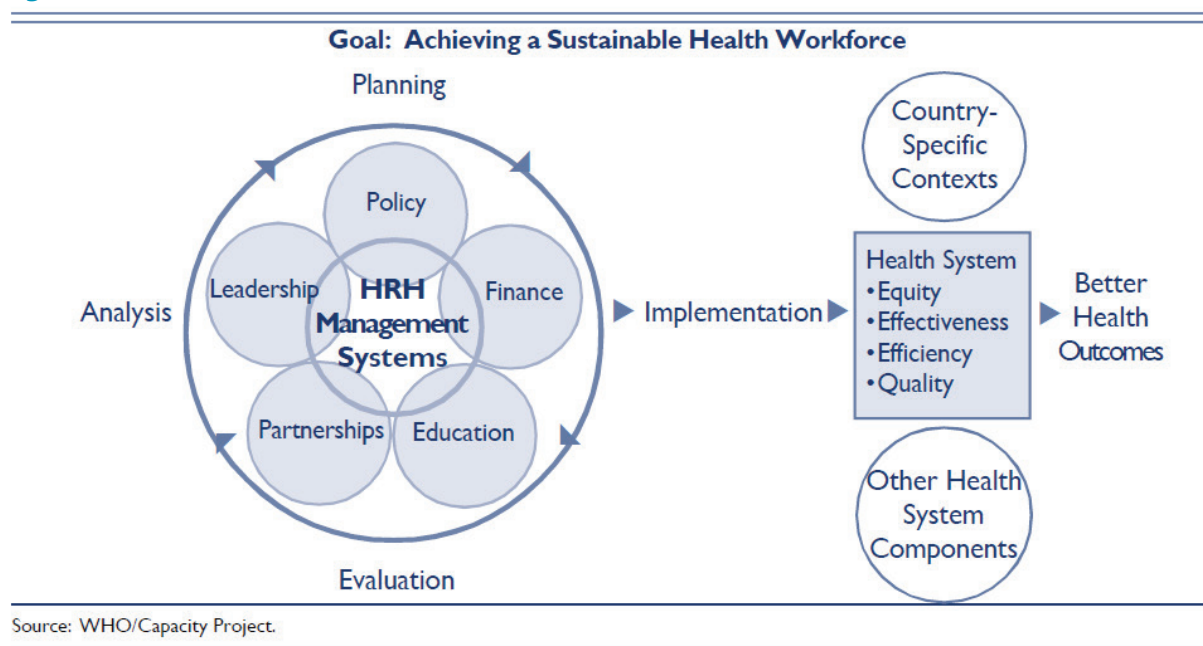 Goal: Achieving a Sustainable Health Workforce
Planning
Policy
Leadership
HRH
Management
Systems
Finance
Analysis
Partnerships
Education
Evaluation
Implementation
Country-
Specific
Contexts
Health System
•Equity
•Effectiveness
•Efficiency
•Quality
Better
Health
Outcomes
Other Health
System
Components
Source: WHO/Capacity Project.